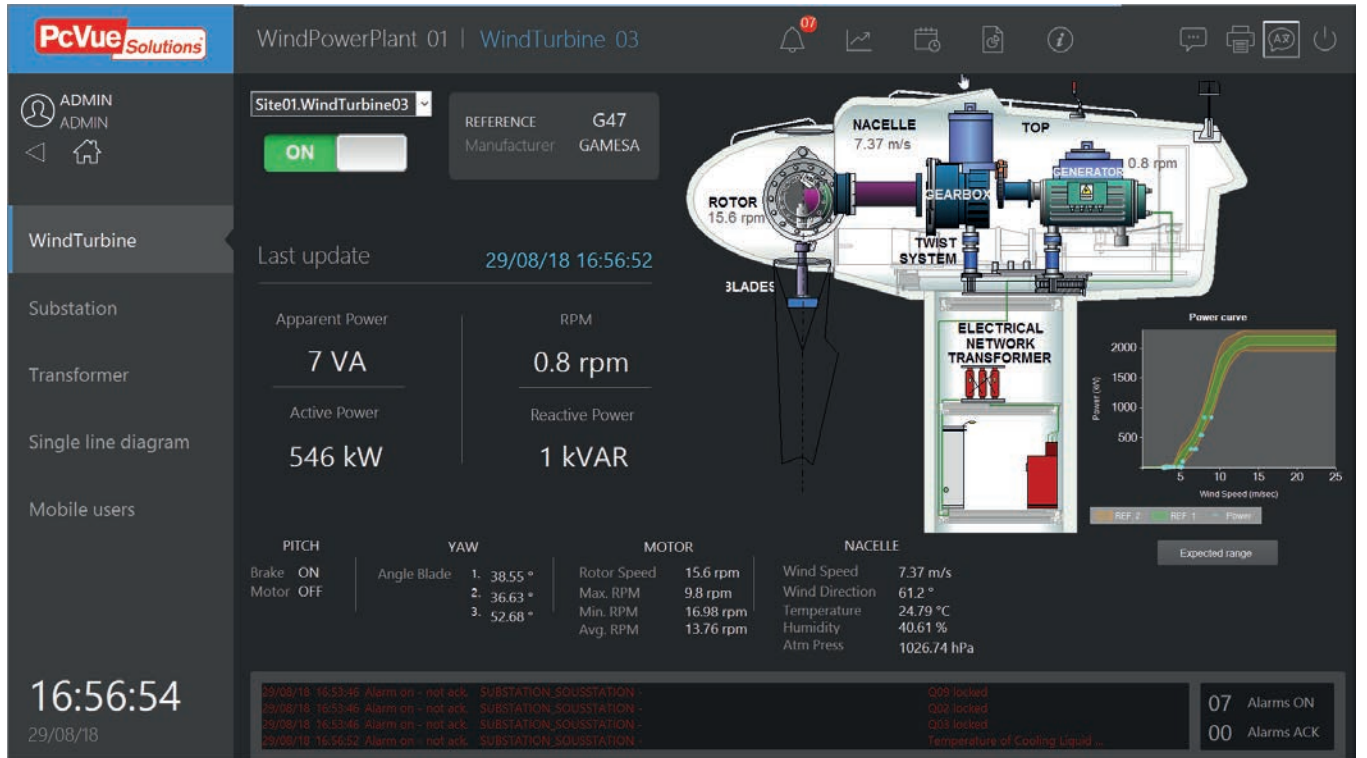 PcVue Solutions
WindPowerPlant 01 | WindTurbine 03
07
ADMIN
ADMIN
WindTurbine
Substation
Transformer
Single line diagram
Mobile users
16:56:54
29/08/18
Site01.WindTurbine03
ON
REFERENCE G47
Manufacturer GAMESA
Last update 29/08/18 16:56:52
Apparent Power RPM
7 VA 0.8 rpm
Active Power Reactive Power
546 kW 1 kVAR
NACELLE
7.37 m/s
TOP
0.8 rpm
GENERATOR
GEARBOX
ROTOR
15.6 rpm
TWIST
SYSTEM
BLADES
ELECTRICAL
NETWORK
TRANSFORMER
Power curve
Power (kW)
2000
1500
1000
500
5 10 15 20 25
Wind Speed (m/sec)
REF. 2 REF. 1 Power
Expected range
PITCH
Brake ON
Motor OFF
YAW
Angle Blade 1. 38.55 °
2. 36.63 °
3. 52.68 °
MOTOR
Rotor Speed 15.6 rpm
Max. RPM 9.8 rpm
Min. RPM 16.98 rpm
Avg. RPM 13.76 rpm
NACELLE
Wind Speed 7.37 m/s
Wind Direction 61.2 °
Temperature 24.79 °C
Humidity 40.61 %
Atm Press 1026.74 hPa
29/08/18 16:53:46 Alarm on - not ack. SUBSTATION_SOUSSTATION - Q09 locked
29/08/18 16:53:46 Alarm on - not ack. SUBSTATION_SOUSSTATION - Q02 locked
29/08/18 16:53:46 Alarm on - not ack. SUBSTATION_SOUSSTATION - Q03 locked
29/08/18 16:56:52 Alarm on - not ack. SUBSTATION_SOUSSTATION - Temperature of Cooling Liquid ...
07 Alarms ON
00 Alarms ACK